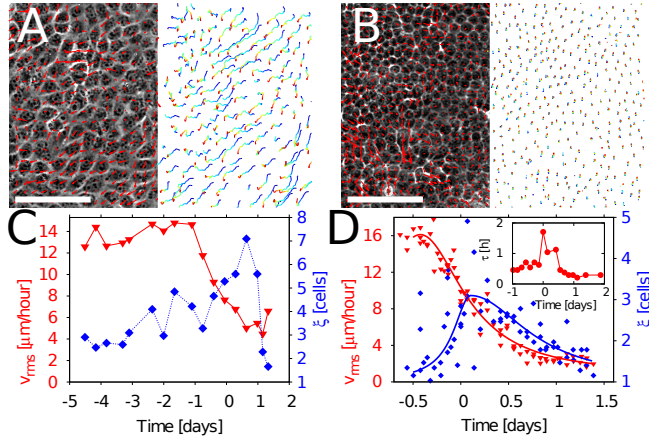 A
B
C
14
12
10
8
6
4
2
0
v_rms [μm/hour]
-5 -4 -3 -2 -1 0 1 2
Time [days]
8
7
6
5
4
3
2
1
ξ [cells]
D
16
12
8
4
0
v_rms [μm/hour]
-0.5 0 0.5 1 1.5
Time [days]
5
4
3
2
1
ξ [cells]
2
1
0
τ [h]
-1 0 1
Time [days]